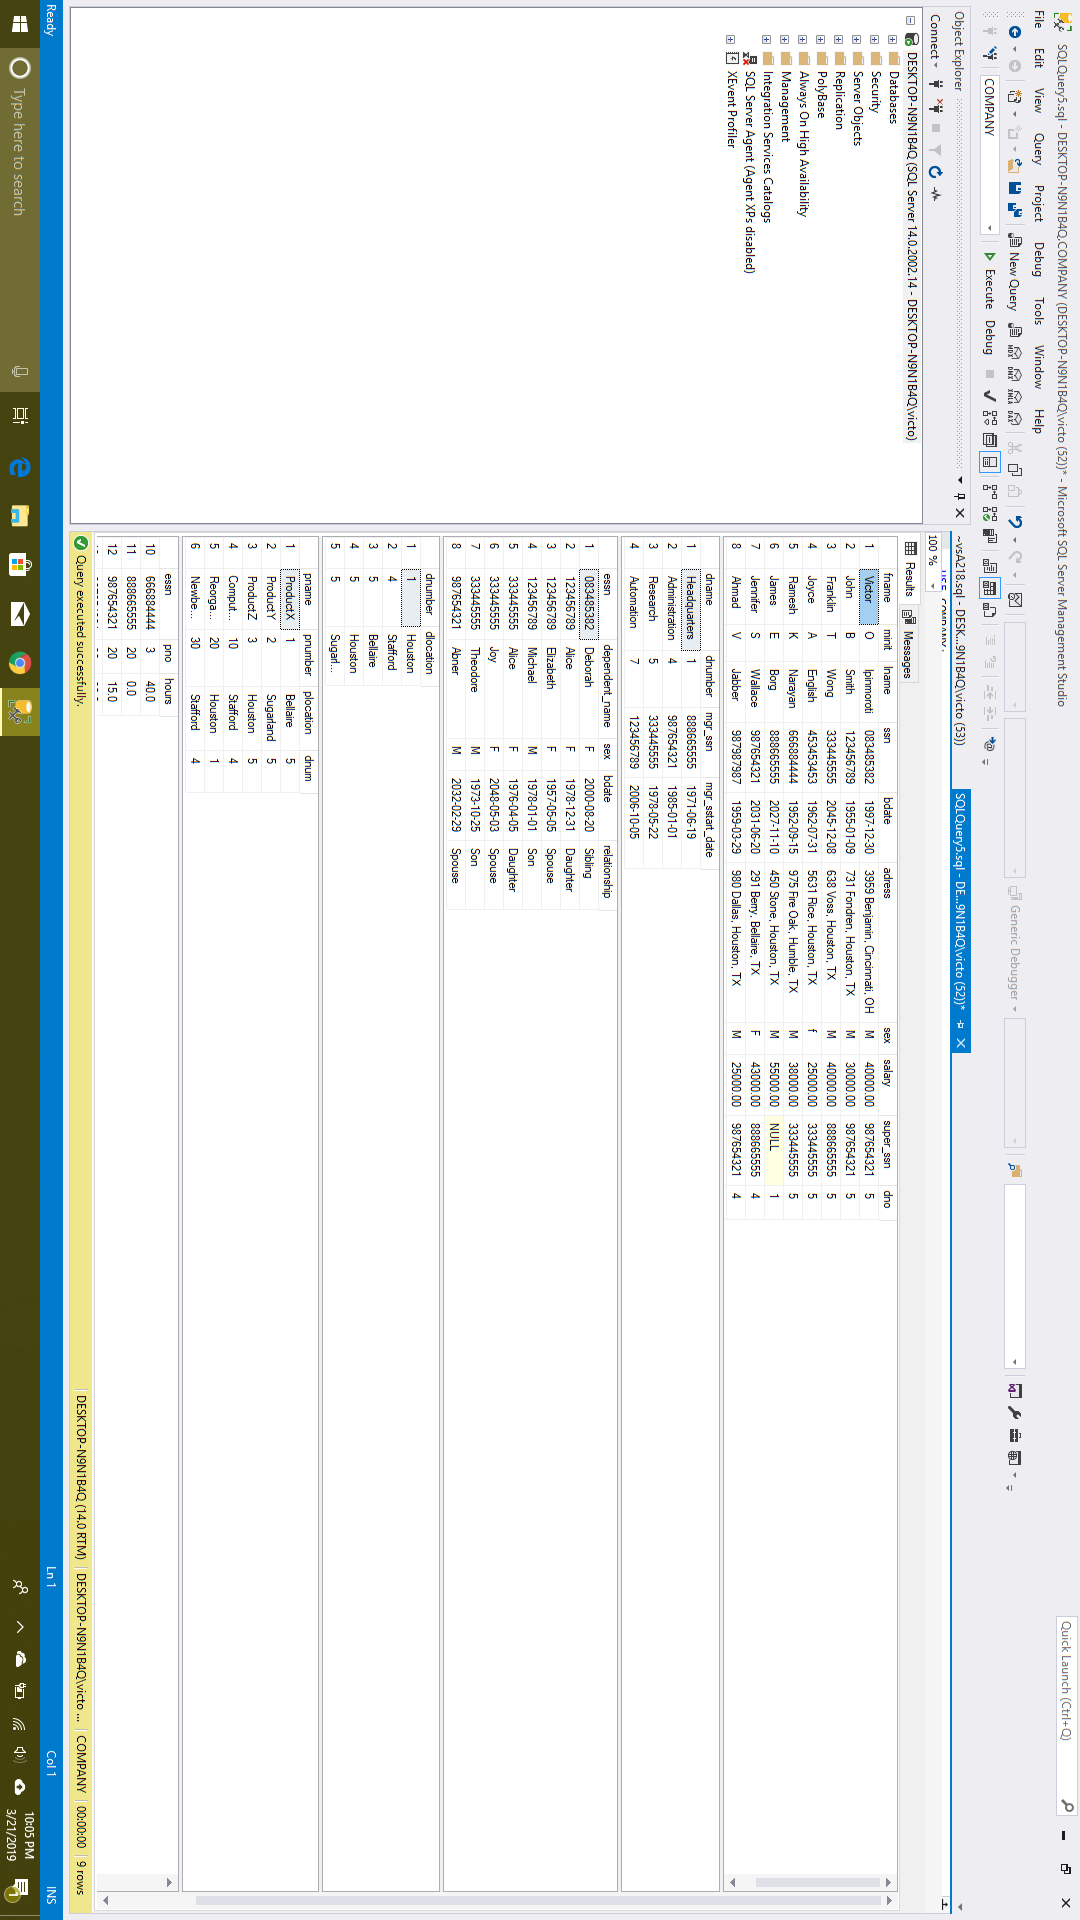 SQLQuery5.sql - DESKTOP-N9N1B4Q.COMPANY (DESKTOP-N9N1B4Q\victo (52))* - Microsoft SQL Server Management Studio
Quick Launch (Ctrl+Q)
File Edit View Query Project Debug Tools Window Help
New Query
Generic Debugger
COMPANY
Execute Debug
Object Explorer
Connect
DESKTOP-N9N1B4Q (SQL Server 14.0.2002.14 - DESKTOP-N9N1B4Q\victo)
Databases
Security
Server Objects
Replication
PolyBase
Always On High Availability
Management
Integration Services Catalogs
SQL Server Agent (Agent XPs disabled)
XEvent Profiler
~vsA218.sql - DESK...9N1B4Q\victo (53))
SQLQuery5.sql - DE...9N1B4Q\victo (52))*
USE COMPANY;
100 %
Results Messages
fname minit lname ssn bdate adress sex salary super_ssn dno
1 Victor O Ipinmoroti 083485382 1997-12-30 3959 Benjamin, Cincinnati, OH M 40000.00 987654321 5
2 John B Smith 123456789 1955-01-09 731 Fondren, Houston, TX M 30000.00 987654321 5
3 Franklin T Wong 333445555 2045-12-08 638 Voss, Houston, TX M 40000.00 888665555 5
4 Joyce A English 453453453 1962-07-31 5631 Rice, Houston, TX f 25000.00 333445555 5
5 Ramesh K Narayan 666884444 1952-09-15 975 Fire Oak, Humble, TX M 38000.00 333445555 5
6 James E Borg 888665555 2027-11-10 450 Stone, Houston, TX M 55000.00 NULL 1
7 Jennifer S Wallace 987654321 2031-06-20 291 Berry, Bellaire, TX F 43000.00 888665555 4
8 Ahmad V Jabber 987987987 1959-03-29 980 Dallas, Houston, TX M 25000.00 987654321 4
dname dnumber mgr_ssn mgr_sstart_date
1 Headquarters 1 888665555 1971-06-19
2 Administration 4 987654321 1985-01-01
3 Research 5 333445555 1978-05-22
4 Automation 7 123456789 2006-10-05
essn dependent_name sex bdate relationship
1 083485382 Deborah F 2000-08-20 Sibling
2 123456789 Alice F 1978-12-31 Daughter
3 123456789 Elizabeth F 1957-05-05 Spouse
4 123456789 Michael M 1978-01-01 Son
5 333445555 Alice F 1976-04-05 Daughter
6 333445555 Joy F 2048-05-03 Spouse
7 333445555 Theodore M 1973-10-25 Son
8 987654321 Abner M 2032-02-29 Spouse
dnumber dlocation
1 1 Houston
2 4 Stafford
3 5 Bellaire
4 5 Houston
5 5 Sugarl...
pname pnumber plocation dnum
1 ProductX 1 Bellaire 5
2 ProductY 2 Sugarland 5
3 ProductZ 3 Houston 5
4 Comput... 10 Stafford 4
5 Reorga... 20 Houston 1
6 Newbe... 30 Stafford 4
essn pno hours
10 666884444 3 40.0
11 888665555 20 0.0
12 987654321 20 15.0
Query executed successfully.
DESKTOP-N9N1B4Q (14.0 RTM) DESKTOP-N9N1B4Q\victo ... COMPANY 00:00:00 9 rows
Ready Ln 1 Col 1 INS
Type here to search
10:05 PM
3/21/2019
1